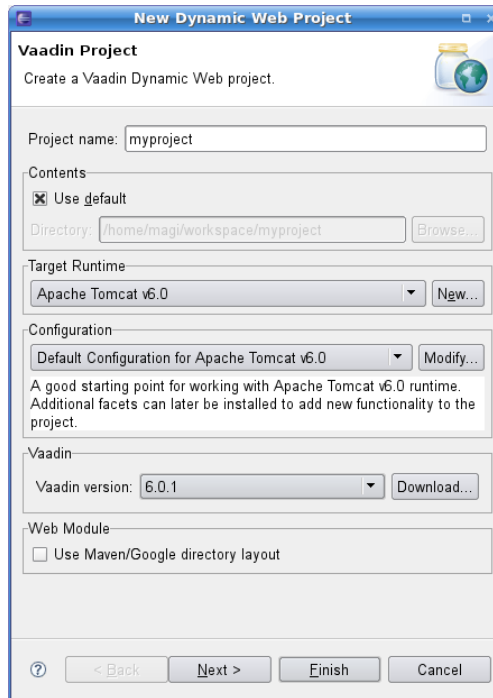 New Dynamic Web Project
Vaadin Project
Create a Vaadin Dynamic Web project.
Project name: myproject
Contents
Use default
Directory: /home/magi/workspace/myproject Browse...
Target Runtime
Apache Tomcat v6.0 New...
Configuration
Default Configuration for Apache Tomcat v6.0 Modify...
A good starting point for working with Apache Tomcat v6.0 runtime.
Additional facets can later be installed to add new functionality to the
project.
Vaadin
Vaadin version: 6.0.1 Download...
Web Module
Use Maven/Google directory layout
? < Back Next > Finish Cancel